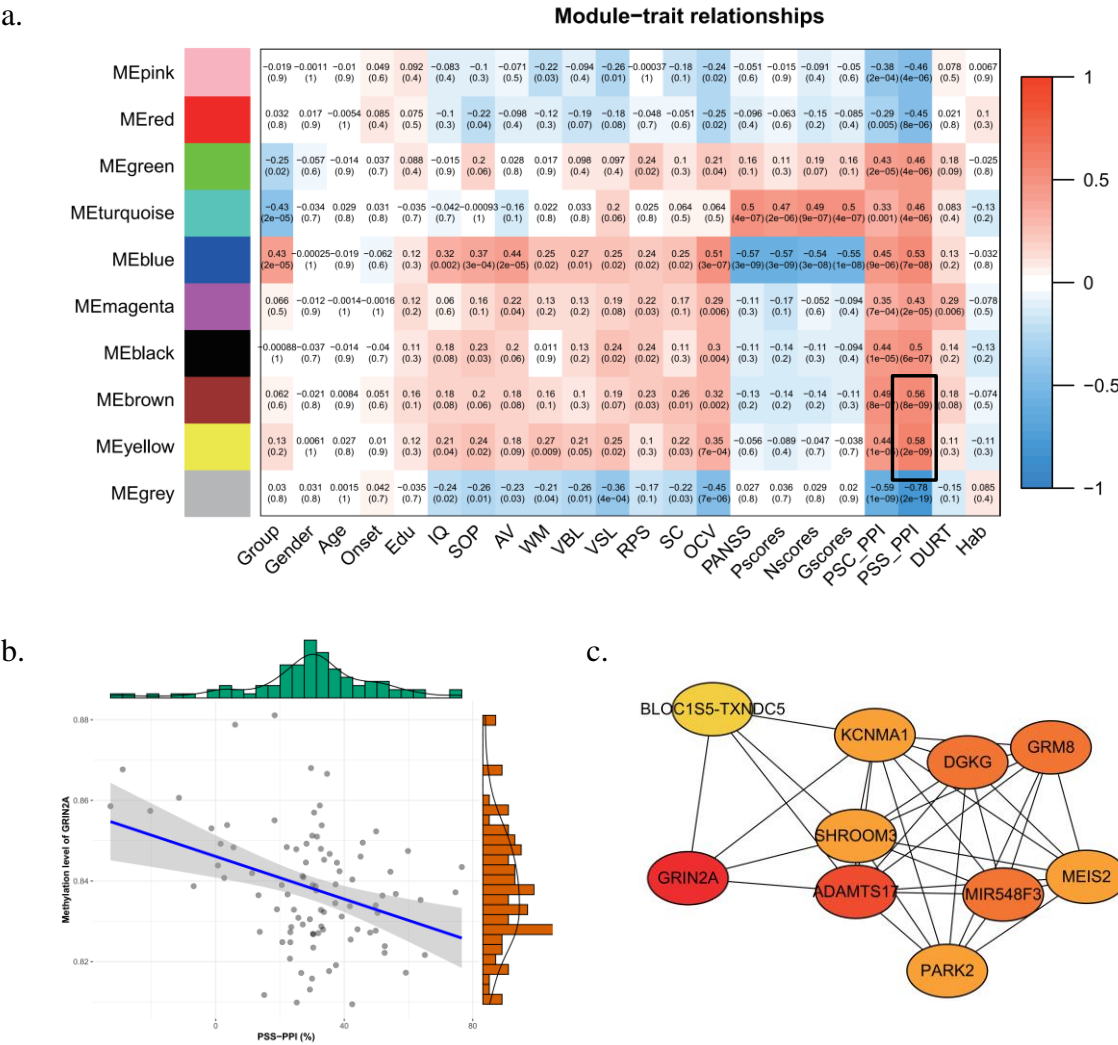 a.
Module−trait relationships
MEpink
−0.019 −0.0011 −0.01 0.049 0.092 −0.083 −0.1 −0.071 −0.22 −0.094 −0.26 −0.00037 −0.18 −0.24 −0.051 −0.015 −0.091 −0.05 −0.38 −0.46 0.078 0.0067
(0.9) (1) (0.9) (0.6) (0.4) (0.4) (0.3) (0.5) (0.03) (0.4) (0.01) (1) (0.1) (0.02) (0.6) (0.9) (0.4) (0.6) (2e−04) (4e−06) (0.5) (0.9)
MEred
0.032 0.017 −0.0054 0.085 0.075 −0.1 −0.22 −0.098 −0.12 −0.19 −0.18 −0.048 −0.051 −0.25 −0.096 −0.063 −0.15 −0.085 −0.29 −0.45 0.021 0.1
(0.8) (0.9) (1) (0.4) (0.5) (0.3) (0.04) (0.4) (0.3) (0.07) (0.08) (0.7) (0.6) (0.02) (0.4) (0.6) (0.2) (0.4) (0.005) (8e−06) (0.8) (0.3)
MEgreen
−0.25 −0.057 −0.014 0.037 0.088 −0.015 0.2 0.028 0.017 0.098 0.097 0.24 0.1 0.21 0.16 0.11 0.19 0.16 0.43 0.46 0.18 −0.025
(0.02) (0.6) (0.9) (0.7) (0.4) (0.9) (0.06) (0.8) (0.9) (0.4) (0.4) (0.02) (0.3) (0.04) (0.1) (0.3) (0.07) (0.1) (2e−05) (4e−06) (0.09) (0.8)
MEturquoise
−0.43 −0.034 0.029 0.031 −0.035 −0.042 −0.00093 −0.16 0.022 0.033 0.2 0.025 0.064 0.064 0.5 0.47 0.49 0.5 0.33 0.46 0.083 −0.13
(2e−05) (0.7) (0.8) (0.8) (0.7) (0.7) (1) (0.1) (0.8) (0.8) (0.06) (0.8) (0.5) (0.5) (4e−07) (2e−06) (9e−07) (4e−07) (0.001) (4e−06) (0.4) (0.2)
MEblue
0.43 −0.00025 −0.019 −0.062 0.12 0.32 0.37 0.44 0.25 0.27 0.25 0.24 0.25 0.51 −0.57 −0.57 −0.54 −0.55 0.45 0.53 0.13 −0.032
(2e−05) (1) (0.9) (0.6) (0.3) (0.002) (3e−04) (2e−05) (0.02) (0.01) (0.02) (0.02) (0.02) (3e−07) (3e−09) (3e−09) (3e−08) (1e−08) (9e−06) (7e−08) (0.2) (0.8)
MEmagenta
0.066 −0.012 −0.0014 −0.0016 0.12 0.06 0.16 0.22 0.13 0.13 0.19 0.22 0.17 0.29 −0.11 −0.17 −0.052 −0.094 0.35 0.43 0.29 −0.078
(0.5) (0.9) (1) (1) (0.2) (0.6) (0.1) (0.04) (0.2) (0.2) (0.08) (0.03) (0.1) (0.006) (0.3) (0.1) (0.6) (0.4) (7e−04) (2e−05) (0.006) (0.5)
MEblack
−0.00088 −0.037 −0.014 −0.04 0.11 0.18 0.23 0.2 0.011 0.13 0.24 0.24 0.11 0.3 −0.11 −0.14 −0.11 −0.094 0.44 0.5 0.14 −0.13
(1) (0.7) (0.9) (0.7) (0.3) (0.08) (0.03) (0.06) (0.9) (0.2) (0.02) (0.02) (0.3) (0.004) (0.3) (0.2) (0.3) (0.4) (1e−05) (6e−07) (0.2) (0.2)
MEbrown
0.062 −0.021 0.0084 0.051 0.16 0.18 0.2 0.18 0.16 0.1 0.19 0.23 0.26 0.32 −0.13 −0.14 −0.14 −0.11 0.49 0.56 0.18 −0.074
(0.6) (0.8) (0.9) (0.6) (0.1) (0.08) (0.06) (0.08) (0.1) (0.3) (0.07) (0.03) (0.01) (0.002) (0.2) (0.2) (0.2) (0.3) (8e−07) (8e−09) (0.08) (0.5)
MEyellow
0.13 0.0061 0.027 0.01 0.12 0.21 0.24 0.18 0.27 0.21 0.25 0.1 0.22 0.35 −0.056 −0.089 −0.047 −0.038 0.44 0.58 0.11 −0.11
(0.2) (1) (0.8) (0.9) (0.3) (0.04) (0.02) (0.09) (0.009) (0.05) (0.02) (0.3) (0.03) (7e−04) (0.6) (0.4) (0.7) (0.7) (1e−05) (2e−09) (0.3) (0.3)
MEgrey
0.03 0.031 0.0015 0.042 −0.035 −0.24 −0.26 −0.23 −0.21 −0.26 −0.36 −0.17 −0.22 −0.45 0.027 0.036 0.029 0.02 −0.59 −0.78 −0.15 0.085
(0.8) (0.8) (1) (0.7) (0.7) (0.02) (0.01) (0.03) (0.04) (0.01) (4e−04) (0.1) (0.03) (7e−06) (0.8) (0.7) (0.8) (0.9) (1e−09) (2e−19) (0.1) (0.4)
Group Gender Age Onset Edu IQ SOP AV WM VBL VSL RPS SC OCV PANSS Pscores Nscores Gscores PSC_PPI PSS_PPI DURT Hab
1
0.5
0
−0.5
−1
b.
Methylation level of GRIN2A
0.88
0.86
0.84
0.82
0 40 80
PSS−PPI (%)
c.
BLOC1S5-TXNDC5
KCNMA1
DGKG
GRM8
SHROOM3
GRIN2A
ADAMTS17
MIR548F3
MEIS2
PARK2